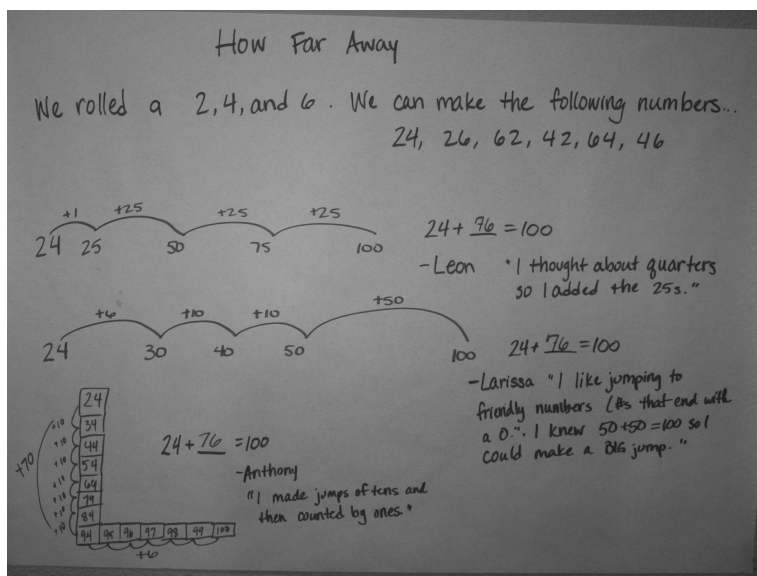 How Far Away
We rolled a 2, 4, and 6. We can make the following numbers...
24, 26, 62, 42, 64, 46
+1 +25 +25 +25
24 25 50 75 100
24 + 76 = 100
- Leon "I thought about quarters
so I added the 25s."
+6 +10 +10 +50
24 30 40 50 100
24 + 76 = 100
- Larissa "I like jumping to
friendly numbers (#s that end with
a 0.". I knew 50 + 50 = 100 so I
could make a BIG jump."
24
+10 34
+10 44
+10 54
+10 64
+10 74
+10 84
+10 94 95 96 97 98 99 100
+70
+6
24 + 76 = 100
- Anthony
"I made jumps of tens and
then counted by ones."